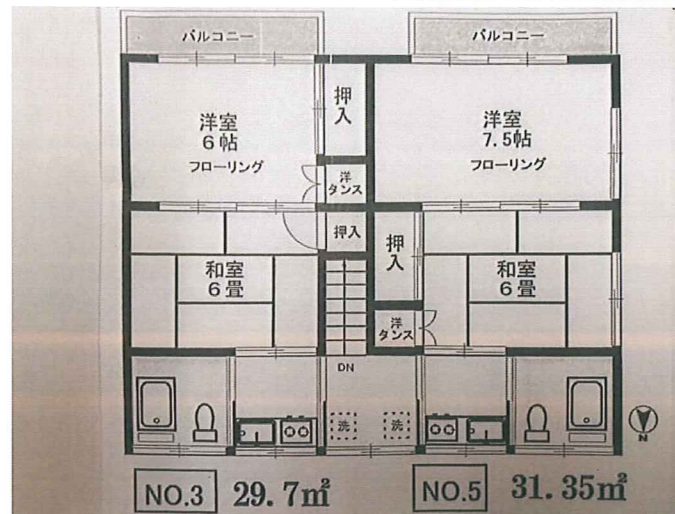 バルコニー
バルコニー
洋室
6帖
フローリング
押入
洋室
7.5帖
フローリング
洋
タンス
押入
和室
6畳
押入
和室
6畳
洋
タンス
DN
洗
洗
N
NO.3 29.7㎡
NO.5 31.35㎡